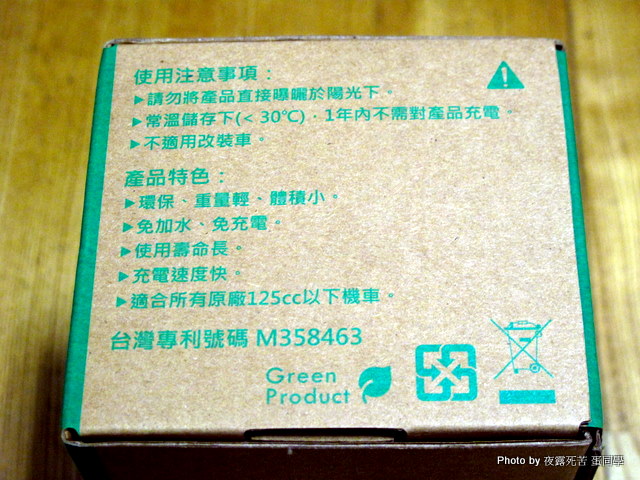 使用注意事項：
▶請勿將產品直接曝曬於陽光下。
▶常溫儲存下(< 30℃)，1年內不需對產品充電。
▶不適用改裝車。
產品特色：
▶環保、重量輕、體積小。
▶免加水、免充電。
▶使用壽命長。
▶充電速度快。
▶適合所有原廠125cc以下機車。
台灣專利號碼 M358463
Green
Product
Photo by 夜露死苦 蛋同學